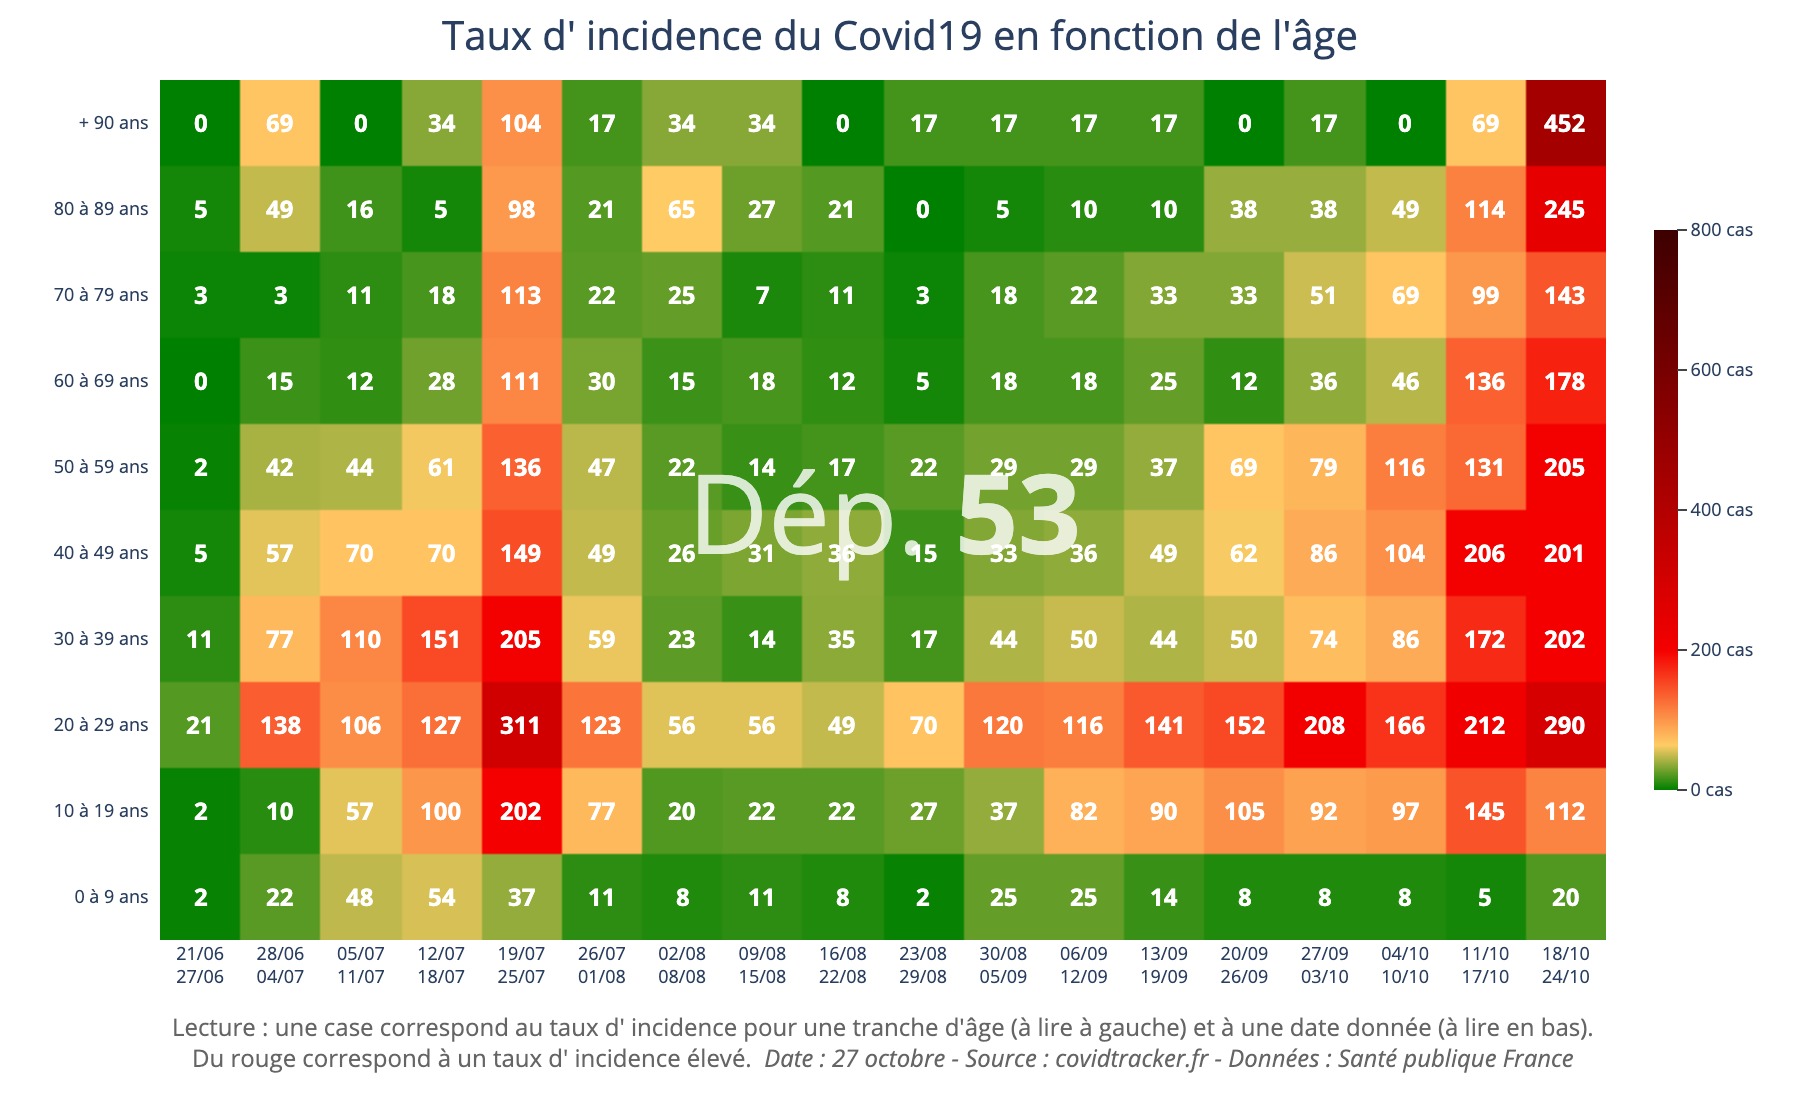 Taux d' incidence du Covid19 en fonction de l'âge
+ 90 ans 0 69 0 34 104 17 34 34 0 17 17 17 17 0 17 0 69 452
80 à 89 ans 5 49 16 5 98 21 65 27 21 0 5 10 10 38 38 49 114 245
70 à 79 ans 3 3 11 18 113 22 25 7 11 3 18 22 33 33 51 69 99 143
60 à 69 ans 0 15 12 28 111 30 15 18 12 5 18 18 25 12 36 46 136 178
50 à 59 ans 2 42 44 61 136 47 22 14 17 22 29 29 37 69 79 116 131 205
Dép. 53
40 à 49 ans 5 57 70 70 149 49 26 31 36 15 33 36 49 62 86 104 206 201
30 à 39 ans 11 77 110 151 205 59 23 14 35 17 44 50 44 50 74 86 172 202
20 à 29 ans 21 138 106 127 311 123 56 56 49 70 120 116 141 152 208 166 212 290
10 à 19 ans 2 10 57 100 202 77 20 22 22 27 37 82 90 105 92 97 145 112
0 à 9 ans 2 22 48 54 37 11 8 11 8 2 25 25 14 8 8 8 5 20
21/06 28/06 05/07 12/07 19/07 26/07 02/08 09/08 16/08 23/08 30/08 06/09 13/09 20/09 27/09 04/10 11/10 18/10
27/06 04/07 11/07 18/07 25/07 01/08 08/08 15/08 22/08 29/08 05/09 12/09 19/09 26/09 03/10 10/10 17/10 24/10
800 cas
600 cas
400 cas
200 cas
0 cas
Lecture : une case correspond au taux d' incidence pour une tranche d'âge (à lire à gauche) et à une date donnée (à lire en bas).
Du rouge correspond à un taux d' incidence élevé. Date : 27 octobre - Source : covidtracker.fr - Données : Santé publique France